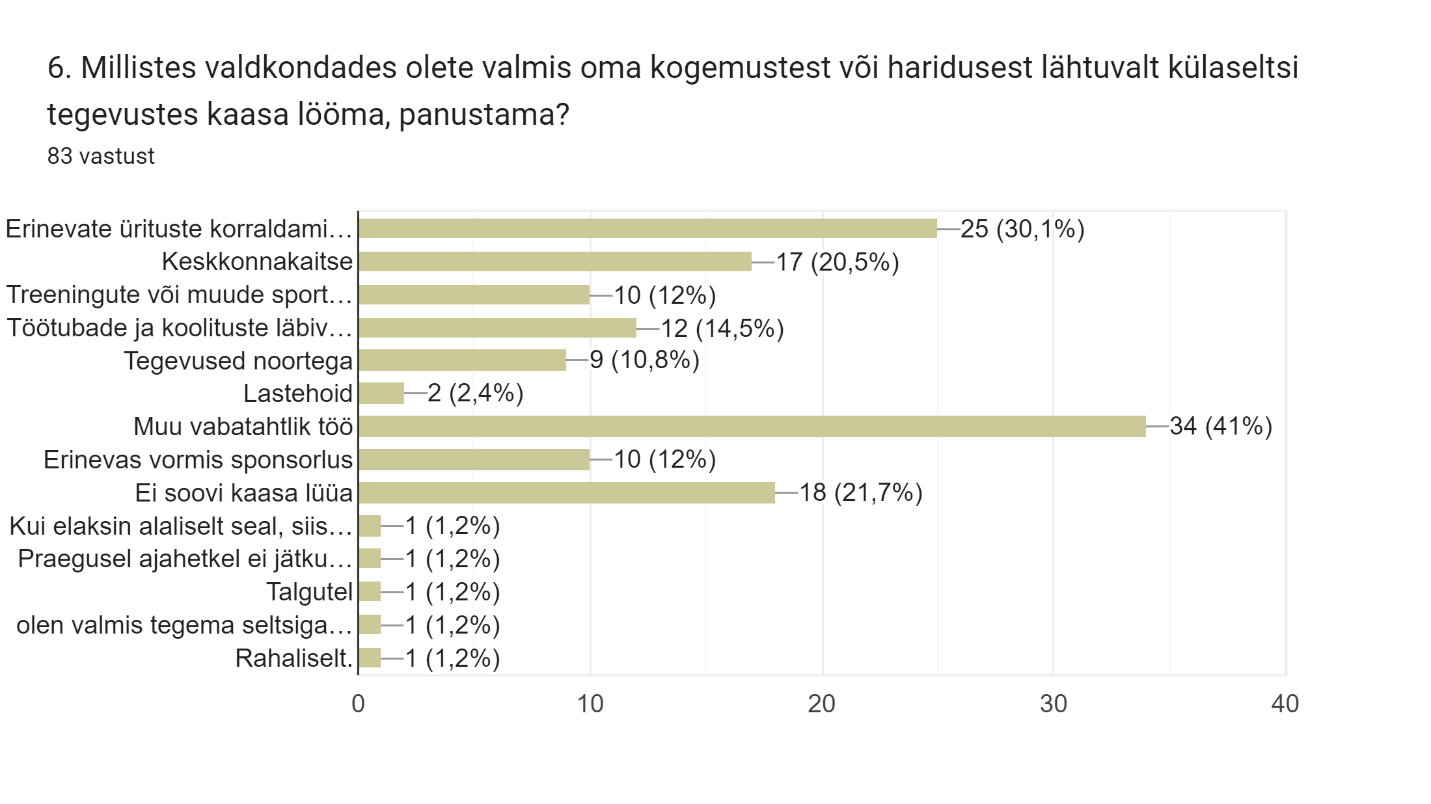 6. Millistes valdkondades olete valmis oma kogemustest või haridusest lähtuvalt külaseltsi
tegevustes kaasa lööma, panustama?
83 vastust
Erinevate ürituste korraldami… 25 (30,1%)
Keskkonnakaitse 17 (20,5%)
Treeningute või muude sport… 10 (12%)
Töötubade ja koolituste läbiv… 12 (14,5%)
Tegevused noortega 9 (10,8%)
Lastehoid 2 (2,4%)
Muu vabatahtlik töö 34 (41%)
Erinevas vormis sponsorlus 10 (12%)
Ei soovi kaasa lüüa 18 (21,7%)
Kui elaksin alaliselt seal, siis… 1 (1,2%)
Praegusel ajahetkel ei jätku… 1 (1,2%)
Talgutel 1 (1,2%)
olen valmis tegema seltsiga… 1 (1,2%)
Rahaliselt. 1 (1,2%)
0 10 20 30 40